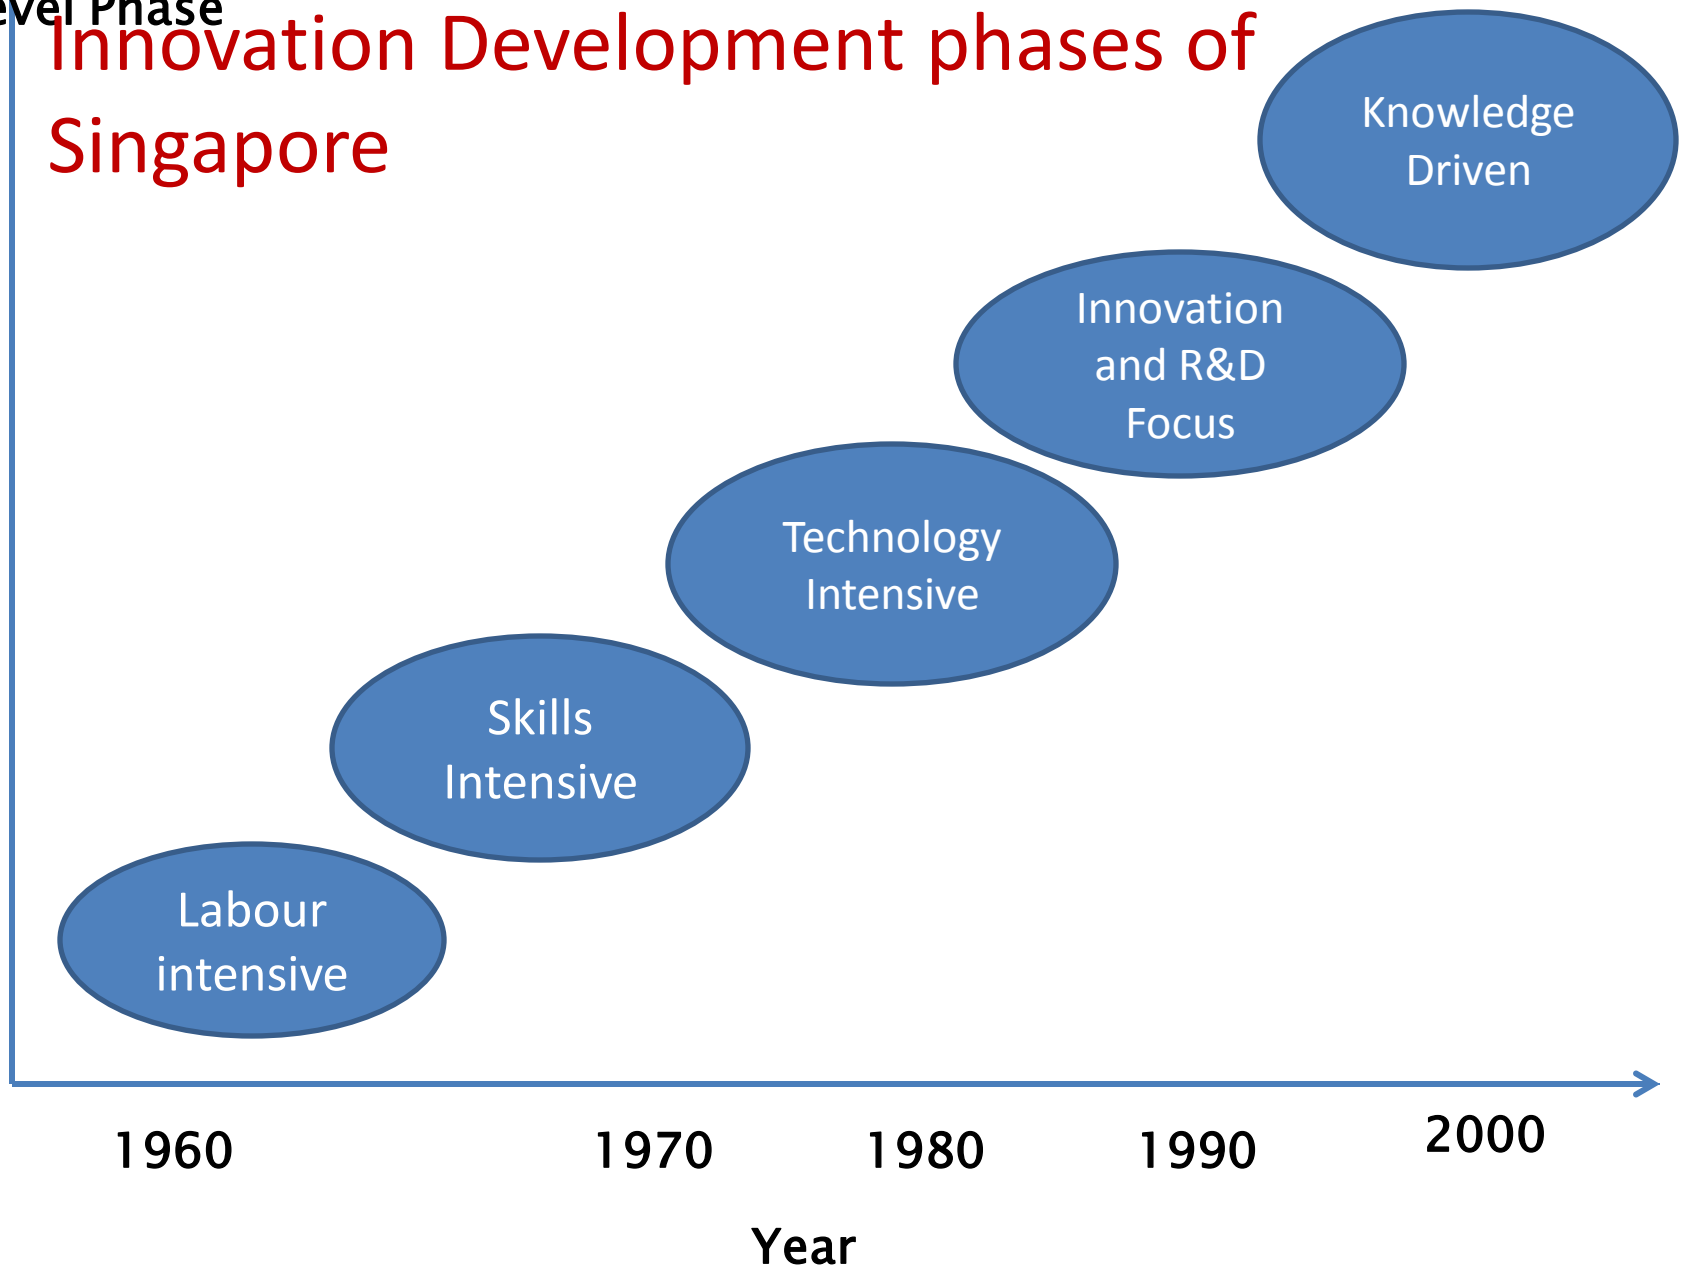 Phase
Innovation Development phases of
Singapore
Knowledge
Driven
Innovation
and R&D
Focus
Technology
Intensive
Skills
Intensive
Labour
intensive
1960 1970 1980 1990 2000
Year